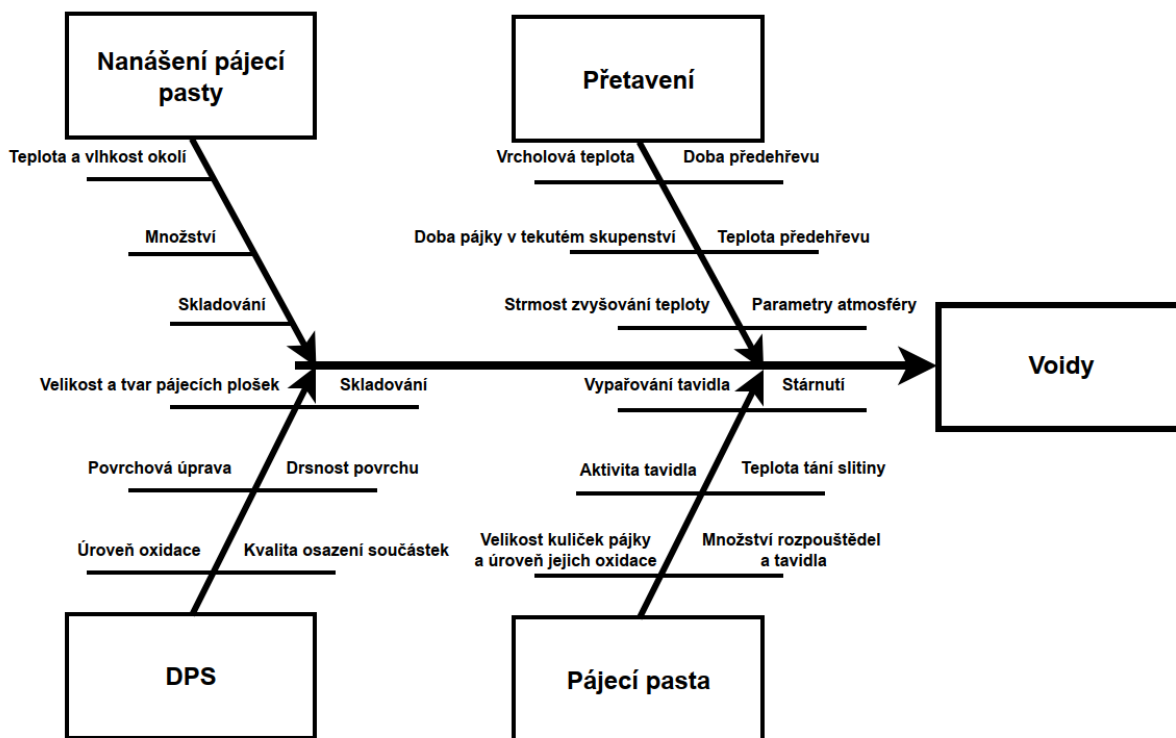 Nanášení pájecí
pasty
Přetavení
Teplota a vlhkost okolí
Vrcholová teplota
Doba předehřevu
Množství
Doba pájky v tekutém skupenství
Teplota předehřevu
Skladování
Strmost zvyšování teploty
Parametry atmosféry
Voidy
Velikost a tvar pájecích plošek
Skladování
Vypařování tavidla
Stárnutí
Povrchová úprava
Drsnost povrchu
Aktivita tavidla
Teplota tání slitiny
Úroveň oxidace
Kvalita osazení součástek
Velikost kuliček pájky
a úroveň jejich oxidace
Množství rozpouštědel
a tavidla
DPS
Pájecí pasta